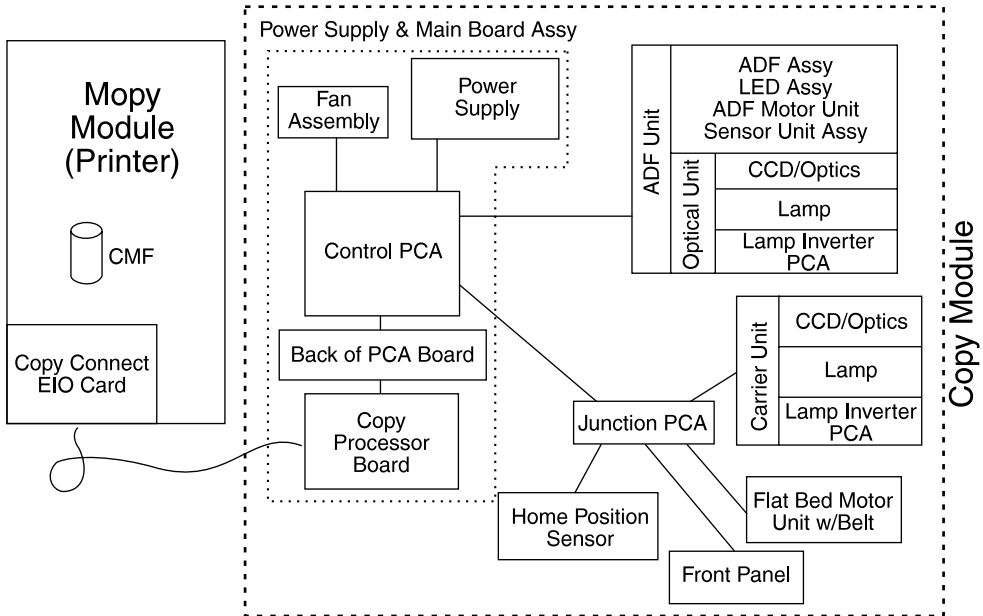 Power Supply & Main Board Assy
Mopy
Module
(Printer)
CMF
Copy Connect
EIO Card
Fan
Assembly
Power
Supply
Control PCA
Back of PCA Board
Copy
Processor
Board
ADF Unit
ADF Assy
LED Assy
ADF Motor Unit
Sensor Unit Assy
Optical Unit
CCD/Optics
Lamp
Lamp Inverter
PCA
Carrier Unit
CCD/Optics
Lamp
Lamp Inverter
PCA
Junction PCA
Home Position
Sensor
Flat Bed Motor
Unit w/Belt
Front Panel
Copy Module